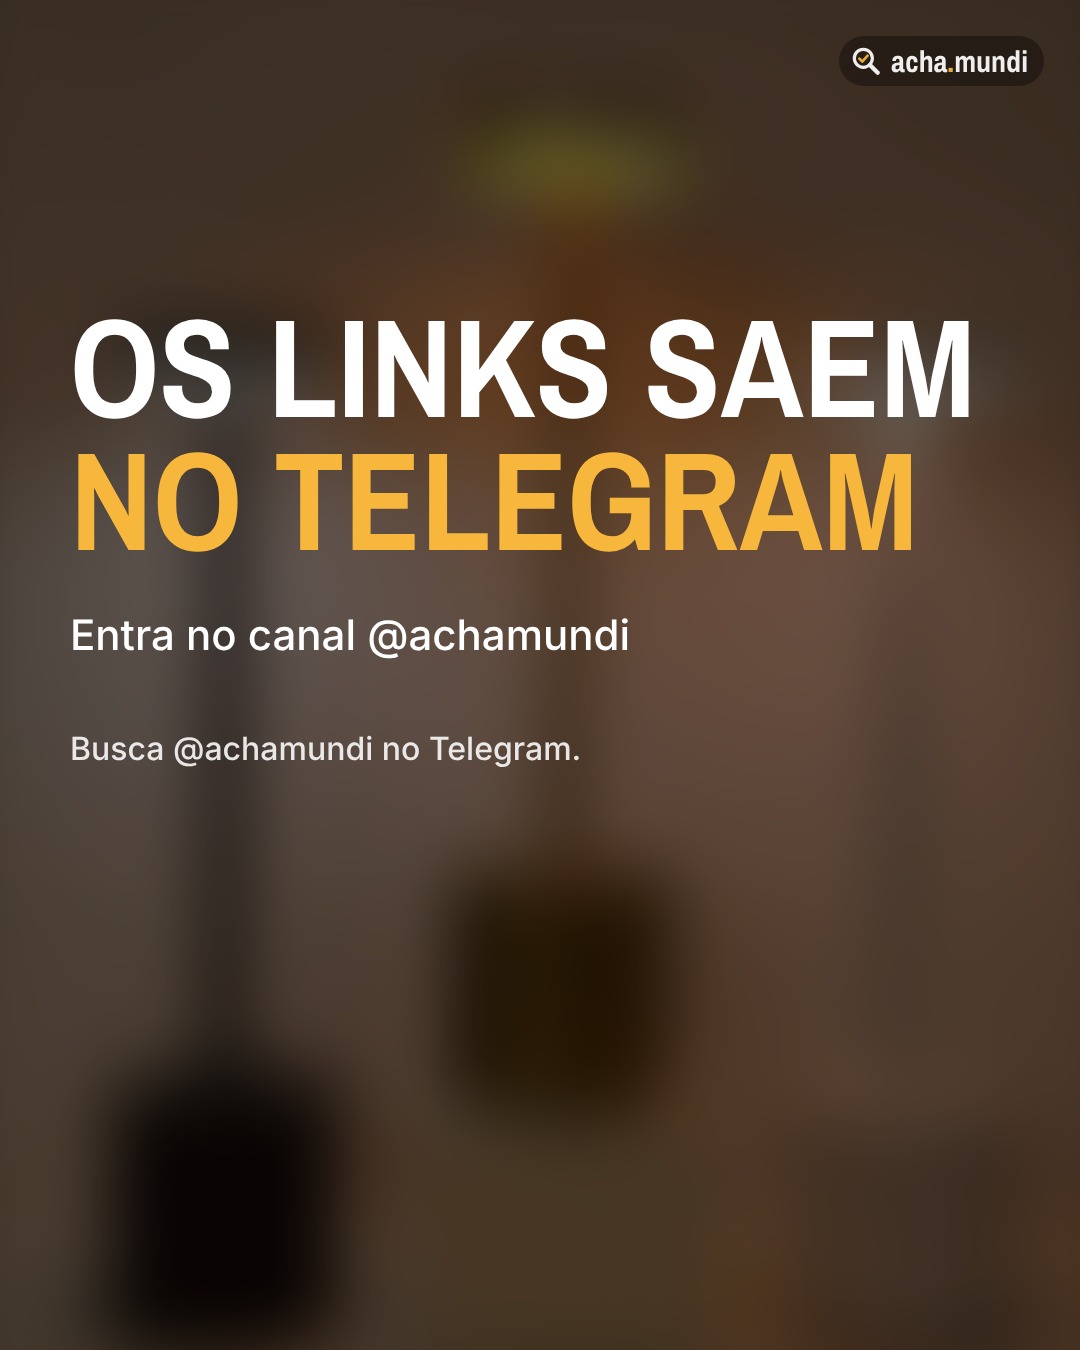 acha.mundi
OS LINKS SAEM
NO TELEGRAM
Entra no canal @achamundi
Busca @achamundi no Telegram.